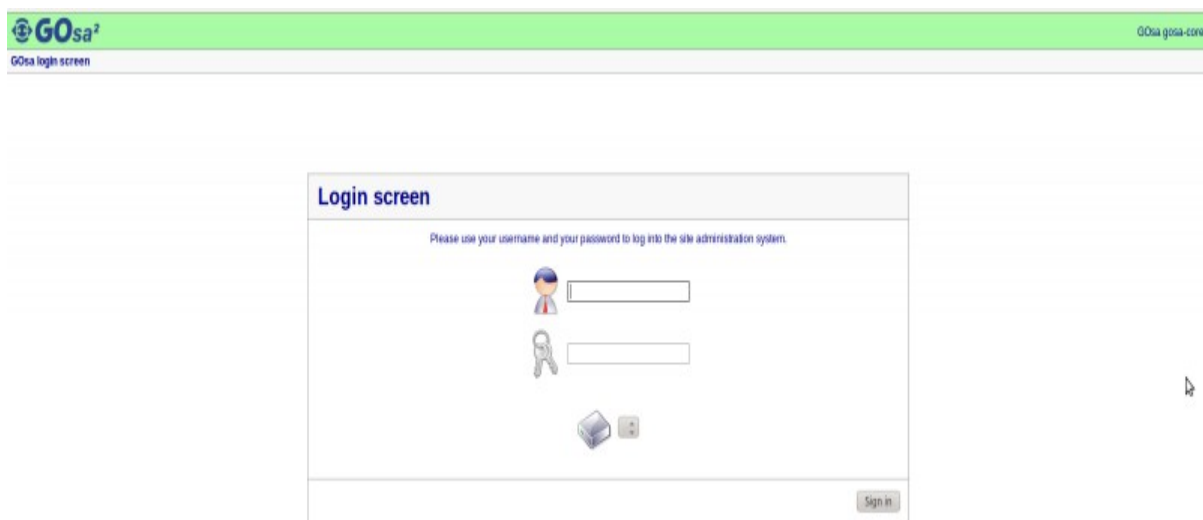 GOsa²
GOsa gosa-core
GOsa login screen
Login screen
Please use your username and your password to log into the site administration system.
Sign in